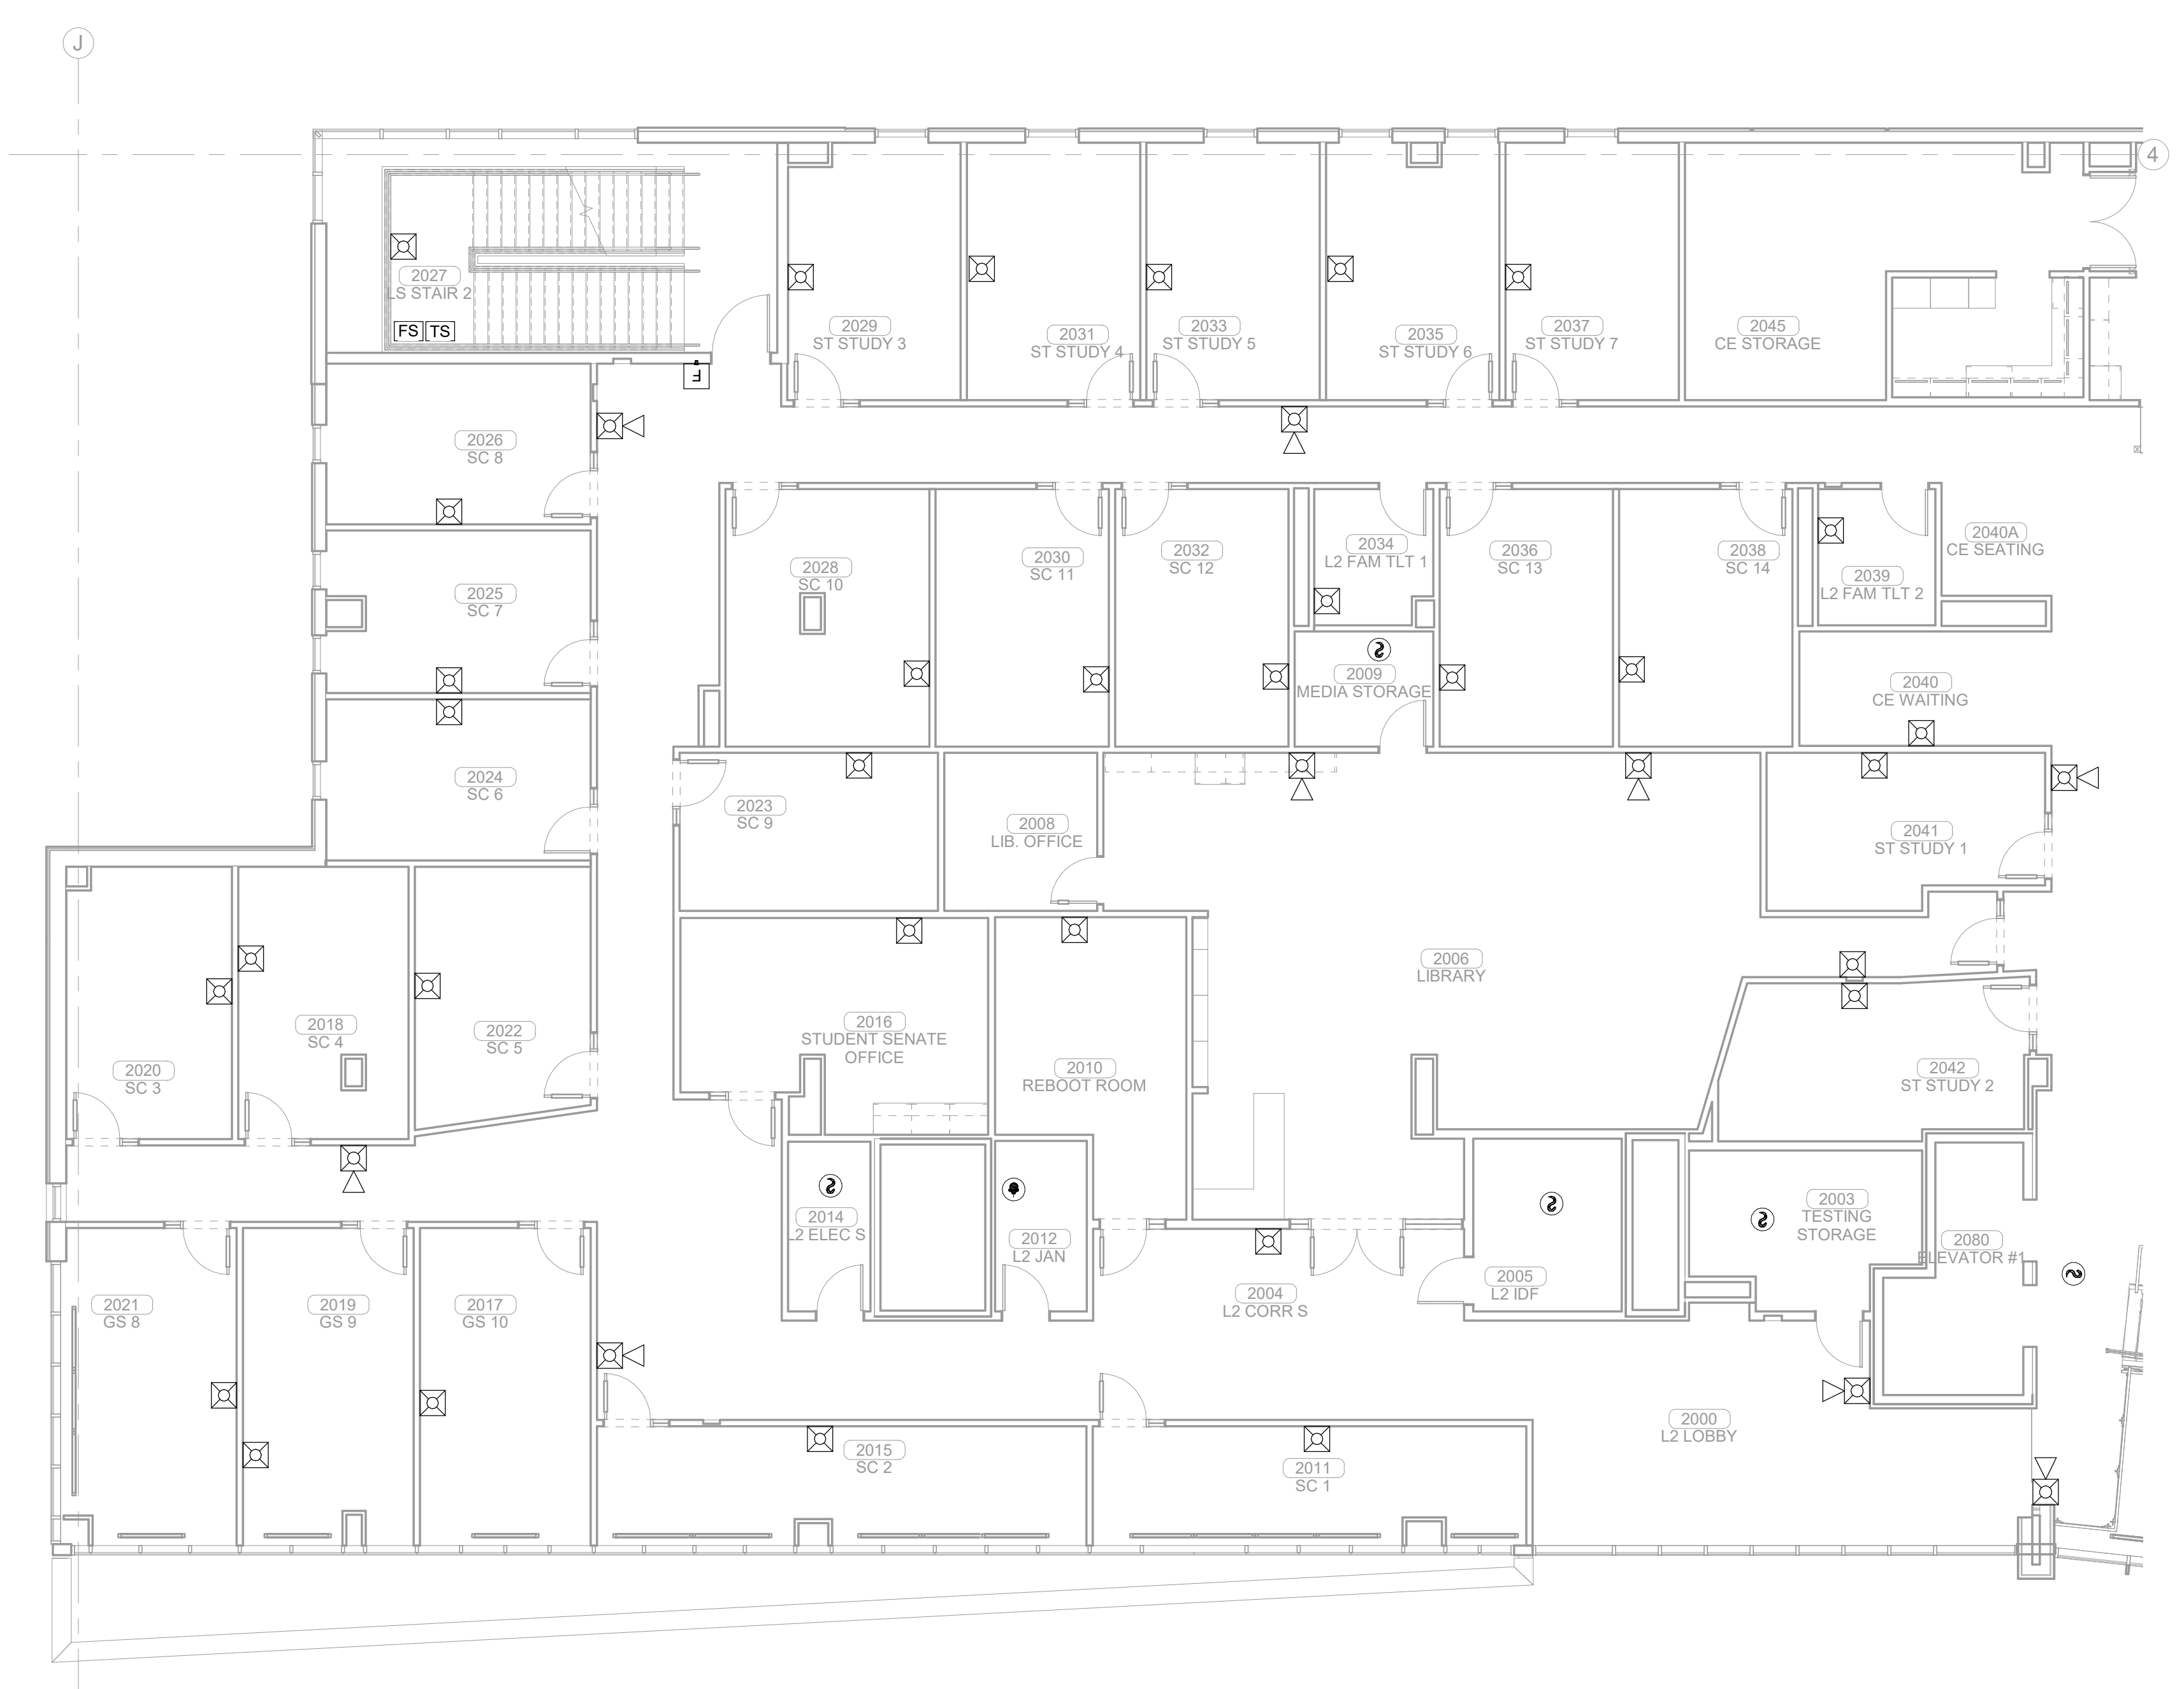 J
4
2027
LS STAIR 2
FS TS
F
2029
ST STUDY 3
2031
ST STUDY 4
2033
ST STUDY 5
2035
ST STUDY 6
2037
ST STUDY 7
2045
CE STORAGE
2026
SC 8
2025
SC 7
2024
SC 6
2028
SC 10
2030
SC 11
2032
SC 12
2034
L2 FAM TLT 1
2009
MEDIA STORAGE
2036
SC 13
2038
SC 14
2039
L2 FAM TLT 2
2040A
CE SEATING
2040
CE WAITING
2023
SC 9
2008
LIB. OFFICE
2041
ST STUDY 1
2006
LIBRARY
2020
SC 3
2018
SC 4
2022
SC 5
2016
STUDENT SENATE
OFFICE
2010
REBOOT ROOM
2042
ST STUDY 2
2014
L2 ELEC S
2012
L2 JAN
2004
L2 CORR S
2005
L2 IDF
2003
TESTING
STORAGE
2080
ELEVATOR #1
2021
GS 8
2019
GS 9
2017
GS 10
2015
SC 2
2011
SC 1
2000
L2 LOBBY